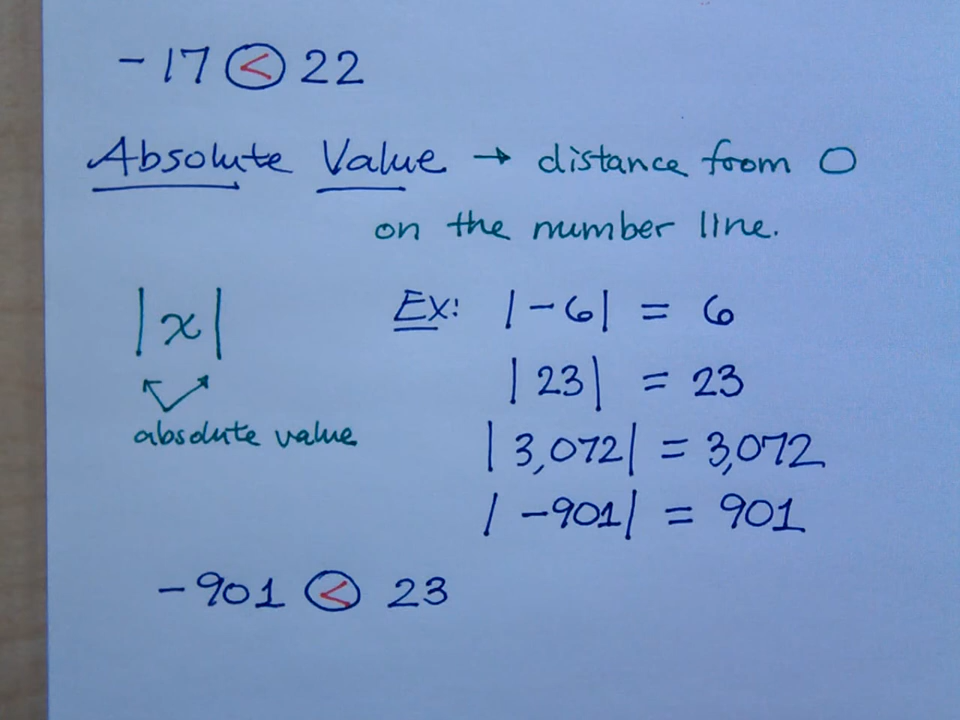 -17 < 22
Absolute Value → distance from 0
on the number line.
|x|
absolute value
Ex: |-6| = 6
|23| = 23
|3,072| = 3,072
|-901| = 901
-901 < 23